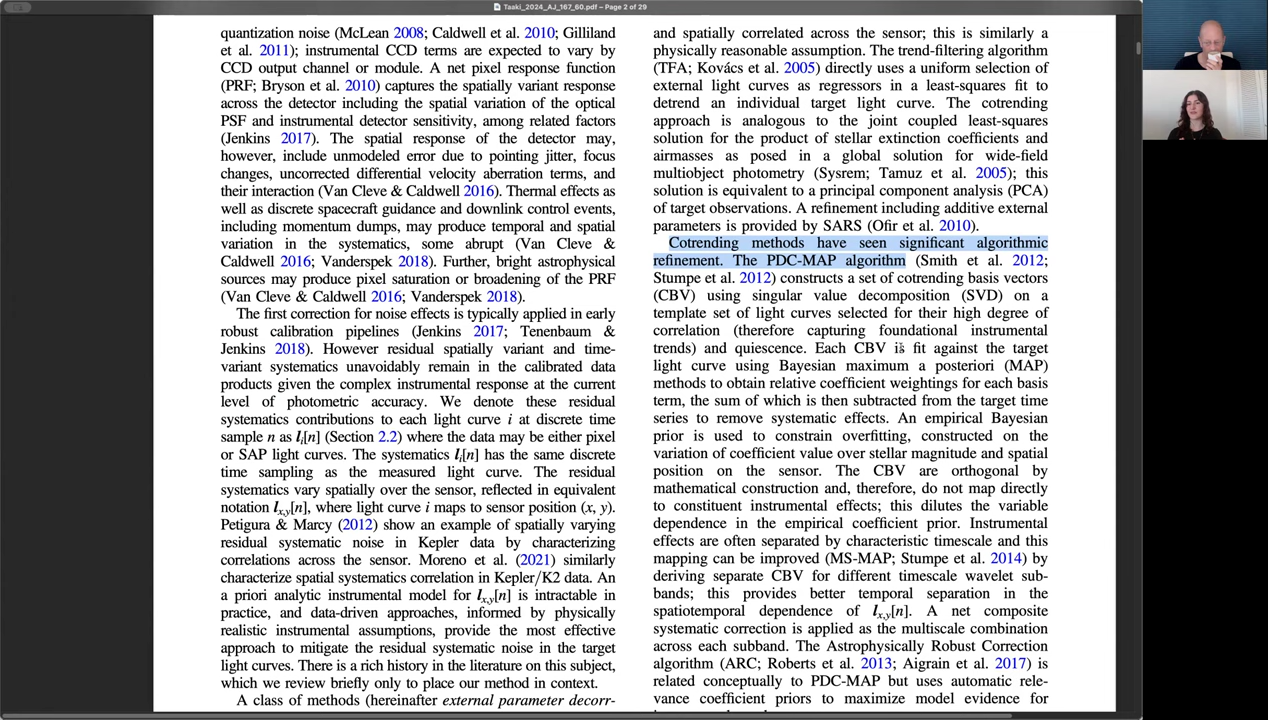 Taaki_2024_AJ_167_60.pdf – Page 2 of 29
quantization noise (McLean 2008; Caldwell et al. 2010; Gilliland
et al. 2011); instrumental CCD terms are expected to vary by
CCD output channel or module. A net pixel response function
(PRF; Bryson et al. 2010) captures the spatially variant response
across the detector including the spatial variation of the optical
PSF and instrumental detector sensitivity, among related factors
(Jenkins 2017). The spatial response of the detector may,
however, include unmodeled error due to pointing jitter, focus
changes, uncorrected differential velocity aberration terms, and
their interaction (Van Cleve & Caldwell 2016). Thermal effects as
well as discrete spacecraft guidance and downlink control events,
including momentum dumps, may produce temporal and spatial
variation in the systematics, some abrupt (Van Cleve &
Caldwell 2016; Vanderspek 2018). Further, bright astrophysical
sources may produce pixel saturation or broadening of the PRF
(Van Cleve & Caldwell 2016; Vanderspek 2018).
The first correction for noise effects is typically applied in early
robust calibration pipelines (Jenkins 2017; Tenenbaum &
Jenkins 2018). However residual spatially variant and time-
variant systematics unavoidably remain in the calibrated data
products given the complex instrumental response at the current
level of photometric accuracy. We denote these residual
systematics contributions to each light curve i at discrete time
sample n as l_i[n] (Section 2.2) where the data may be either pixel
or SAP light curves. The systematics l_i[n] has the same discrete
time sampling as the measured light curve. The residual
systematics vary spatially over the sensor, reflected in equivalent
notation l_x,y[n], where light curve i maps to sensor position (x, y).
Petigura & Marcy (2012) show an example of spatially varying
residual systematic noise in Kepler data by characterizing
correlations across the sensor. Moreno et al. (2021) similarly
characterize spatial systematics correlation in Kepler/K2 data. An
a priori analytic instrumental model for l_x,y[n] is intractable in
practice, and data-driven approaches, informed by physically
realistic instrumental assumptions, provide the most effective
approach to mitigate the residual systematic noise in the target
light curves. There is a rich history in the literature on this subject,
which we review briefly only to place our method in context.
A class of methods (hereinafter external parameter decorr-
and spatially correlated across the sensor; this is similarly a
physically reasonable assumption. The trend-filtering algorithm
(TFA; Kovács et al. 2005) directly uses a uniform selection of
external light curves as regressors in a least-squares fit to
detrend an individual target light curve. The cotrending
approach is analogous to the joint coupled least-squares
solution for the product of stellar extinction coefficients and
airmasses as posed in a global solution for wide-field
multiobject photometry (Sysrem; Tamuz et al. 2005); this
solution is equivalent to a principal component analysis (PCA)
of target observations. A refinement including additive external
parameters is provided by SARS (Ofir et al. 2010).
Cotrending methods have seen significant algorithmic
refinement. The PDC-MAP algorithm (Smith et al. 2012;
Stumpe et al. 2012) constructs a set of cotrending basis vectors
(CBV) using singular value decomposition (SVD) on a
template set of light curves selected for their high degree of
correlation (therefore capturing foundational instrumental
trends) and quiescence. Each CBV is fit against the target
light curve using Bayesian maximum a posteriori (MAP)
methods to obtain relative coefficient weightings for each basis
term, the sum of which is then subtracted from the target time
series to remove systematic effects. An empirical Bayesian
prior is used to constrain overfitting, constructed on the
variation of coefficient value over stellar magnitude and spatial
position on the sensor. The CBV are orthogonal by
mathematical construction and, therefore, do not map directly
to constituent instrumental effects; this dilutes the variable
dependence in the empirical coefficient prior. Instrumental
effects are often separated by characteristic timescale and this
mapping can be improved (MS-MAP; Stumpe et al. 2014) by
deriving separate CBV for different timescale wavelet sub-
bands; this provides better temporal separation in the
spatiotemporal dependence of l_x,y[n]. A net composite
systematic correction is applied as the multiscale combination
across each subband. The Astrophysically Robust Correction
algorithm (ARC; Roberts et al. 2013; Aigrain et al. 2017) is
related conceptually to PDC-MAP but uses automatic rele-
vance coefficient priors to maximize model evidence for